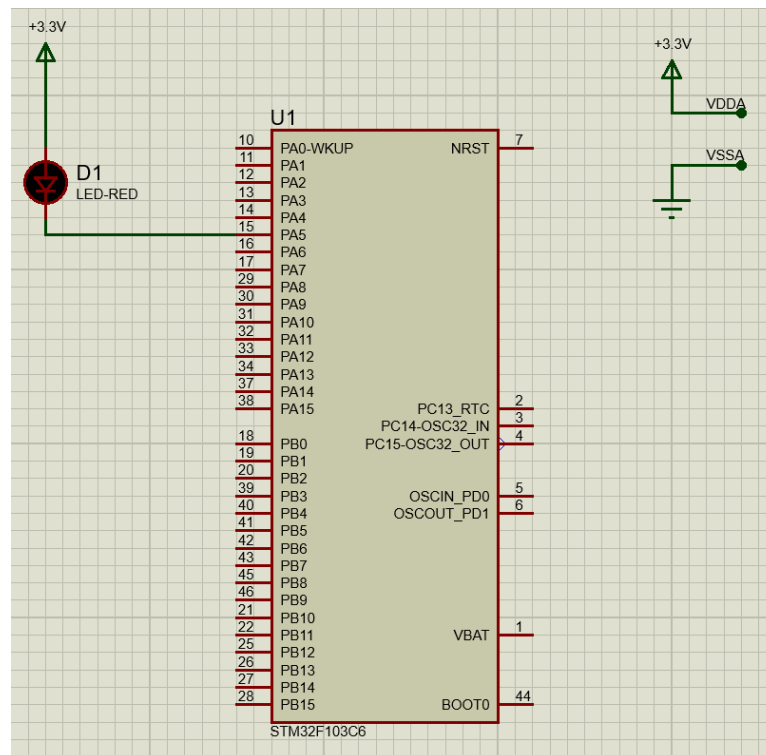 +3.3V
+3.3V
VDDA
VSSA
D1
LED-RED
U1
10 PA0-WKUP NRST 7
11 PA1
12 PA2
13 PA3
14 PA4
15 PA5
16 PA6
17 PA7
29 PA8
30 PA9
31 PA10
32 PA11
33 PA12
34 PA13
37 PA14
38 PA15 PC13_RTC 2
PC14-OSC32_IN 3
18 PB0 PC15-OSC32_OUT 4
19 PB1
20 PB2
39 PB3 OSCIN_PD0 5
40 PB4 OSCOUT_PD1 6
41 PB5
42 PB6
43 PB7
45 PB8
46 PB9
21 PB10
22 PB11 VBAT 1
25 PB12
26 PB13
27 PB14
28 PB15 BOOT0 44
STM32F103C6